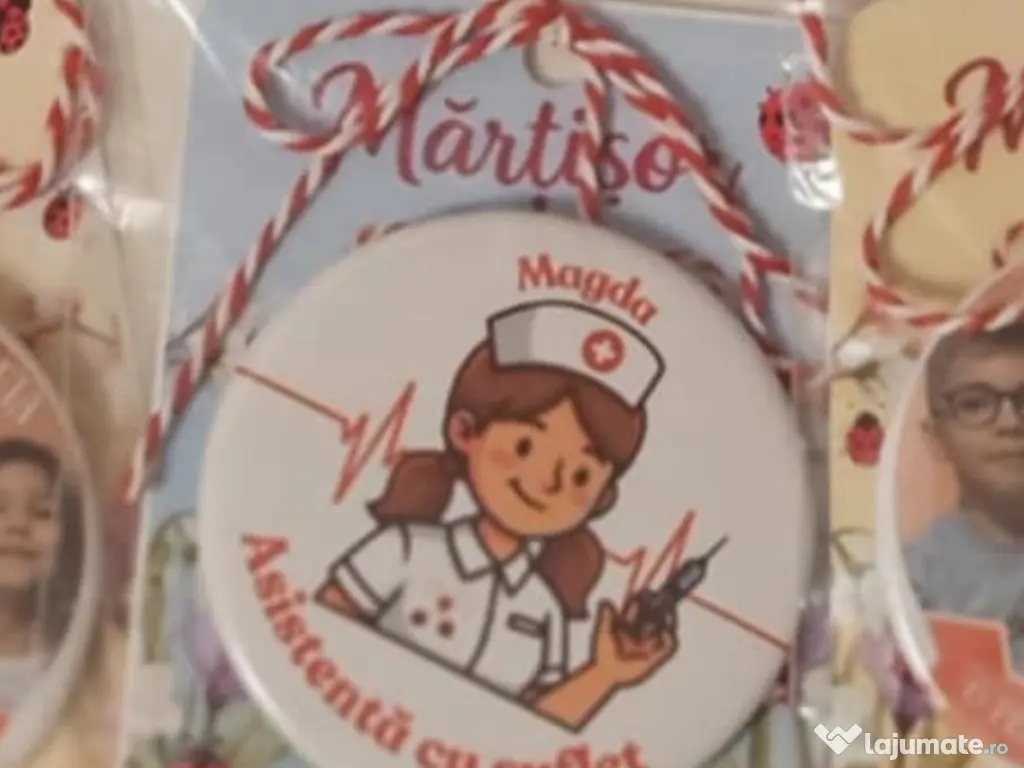 Mărțișo
Magda
Asistentă cu suflet
lajumate.ro